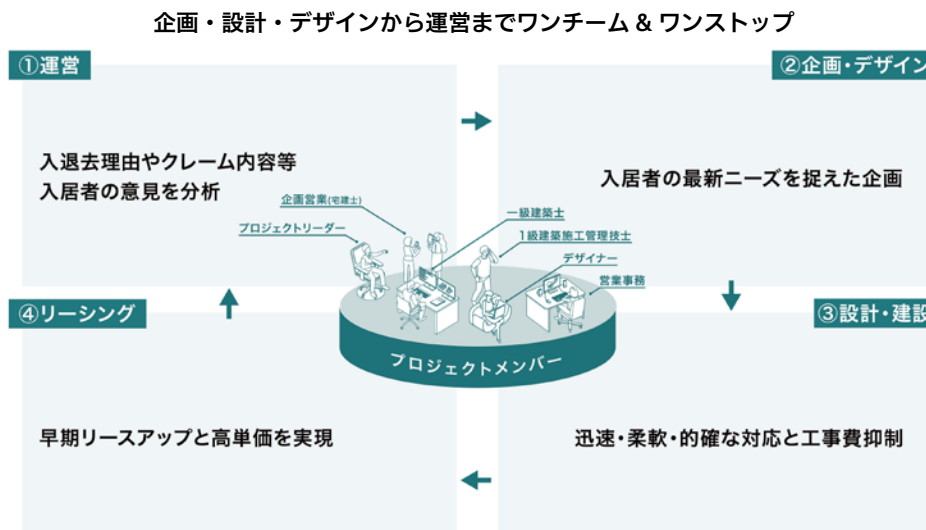 企画・設計・デザインから運営までワンチーム & ワンストップ
①運営
入退去理由やクレーム内容等
入居者の意見を分析
②企画・デザイン
入居者の最新ニーズを捉えた企画
企画営業(宅建士)
プロジェクトリーダー
一級建築士
1級建築施工管理技士
デザイナー
営業事務
プロジェクトメンバー
④リーシング
早期リースアップと高単価を実現
③設計・建設
迅速・柔軟・的確な対応と工事費抑制